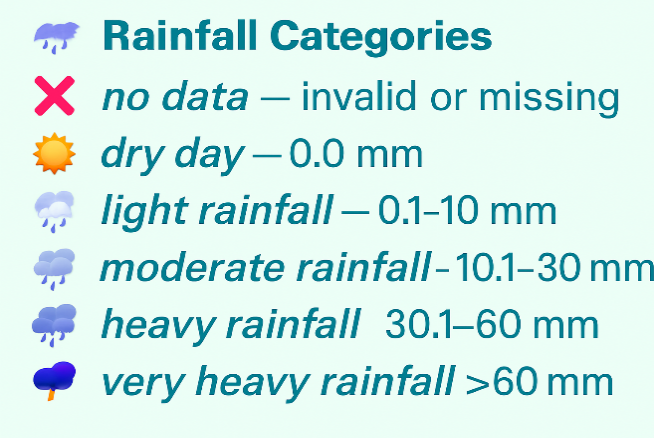 Rainfall Categories
no data — invalid or missing
dry day — 0.0 mm
light rainfall — 0.1–10 mm
moderate rainfall - 10.1–30 mm
heavy rainfall 30.1–60 mm
very heavy rainfall >60 mm